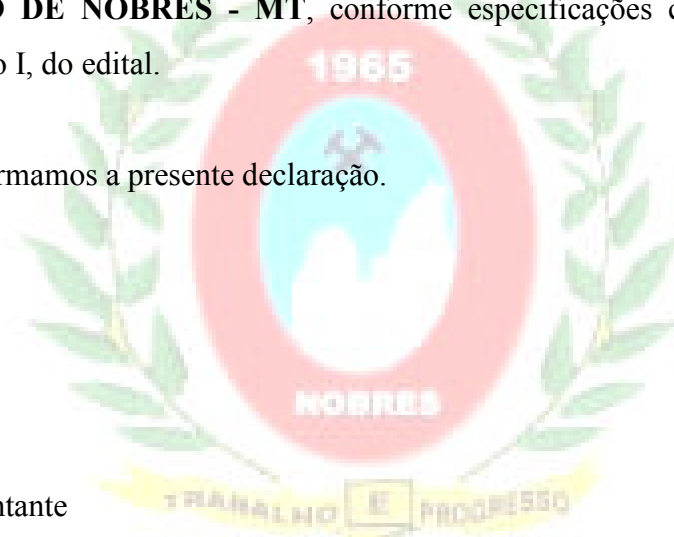 O DE NOBRES - MT, conforme especificações c
o I, do edital.
1965
rmamos a presente declaração.
NOBRES
ntante
TRABALHO E PROGRESSO